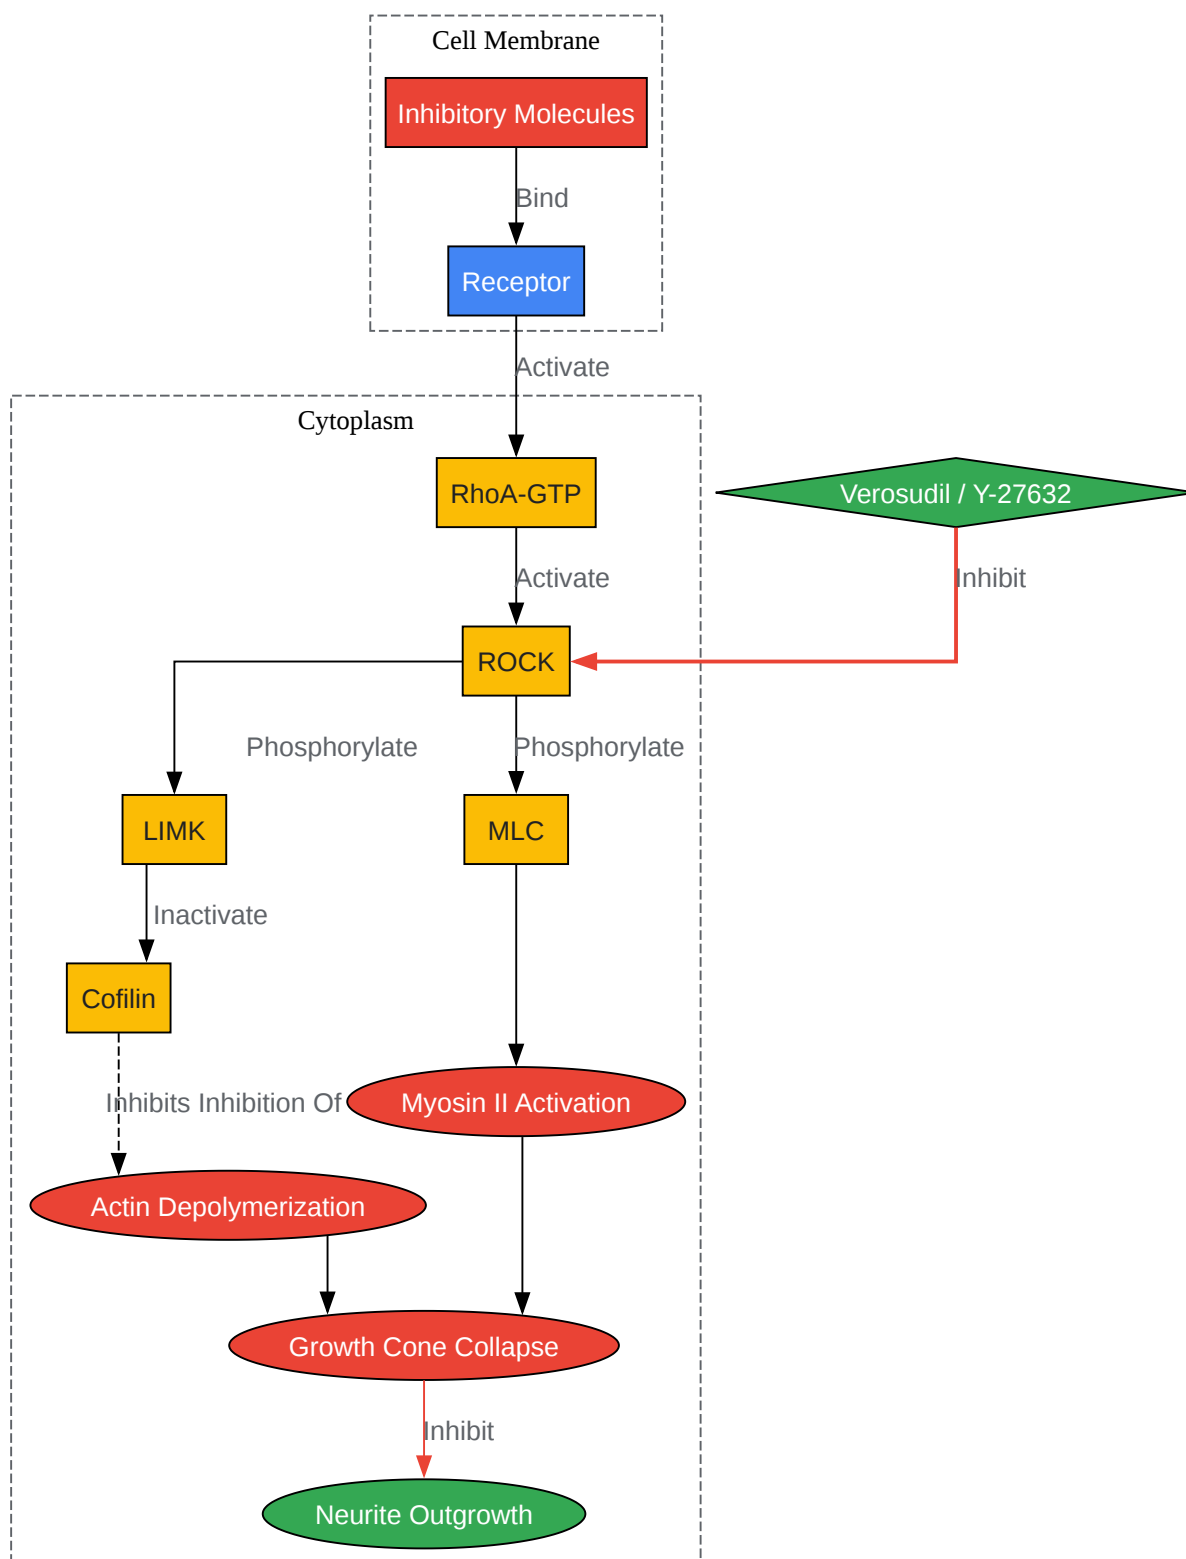 Cell Membrane
Inhibitory Molecules
Bind
Receptor
Activate
Cytoplasm
RhoA-GTP
Verosudil / Y-27632
Activate
Inhibit
ROCK
Phosphorylate
Phosphorylate
LIMK
MLC
Inactivate
Cofilin
Inhibits Inhibition Of
Myosin II Activation
Actin Depolymerization
Growth Cone Collapse
Inhibit
Neurite Outgrowth